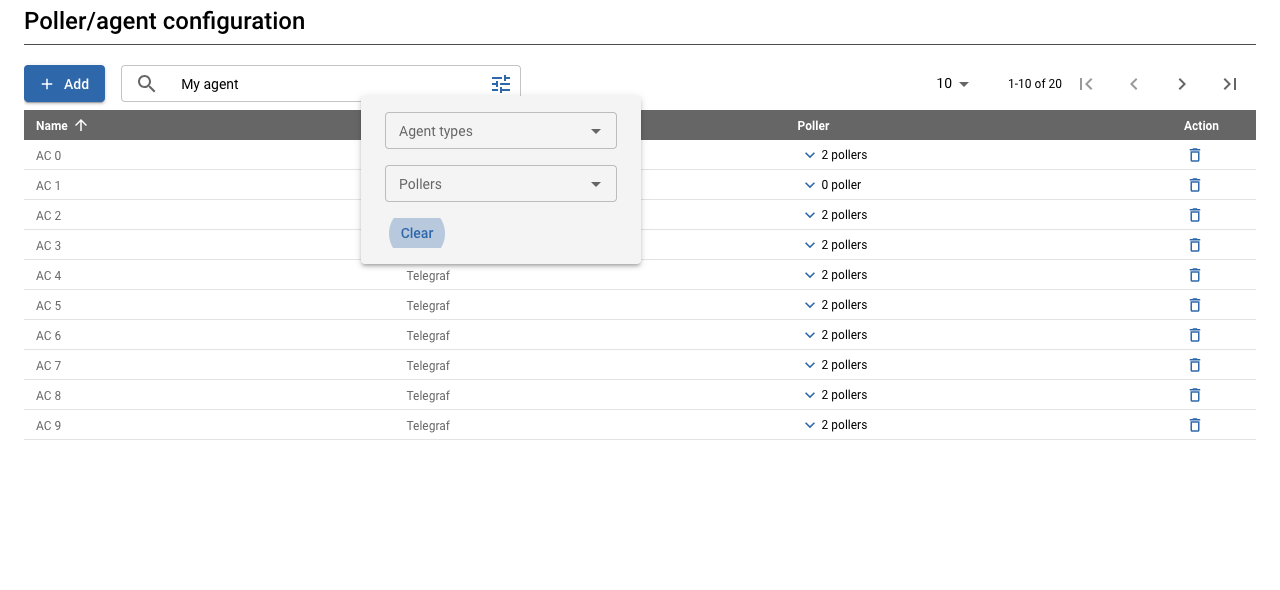 Poller/agent configuration
Add
My agent
10
1-10 of 20
Name
Poller
Action
Agent types
Pollers
Clear
AC 0
2 pollers
AC 1
0 poller
AC 2
2 pollers
AC 3
2 pollers
AC 4
Telegraf
2 pollers
AC 5
Telegraf
2 pollers
AC 6
Telegraf
2 pollers
AC 7
Telegraf
2 pollers
AC 8
Telegraf
2 pollers
AC 9
Telegraf
2 pollers